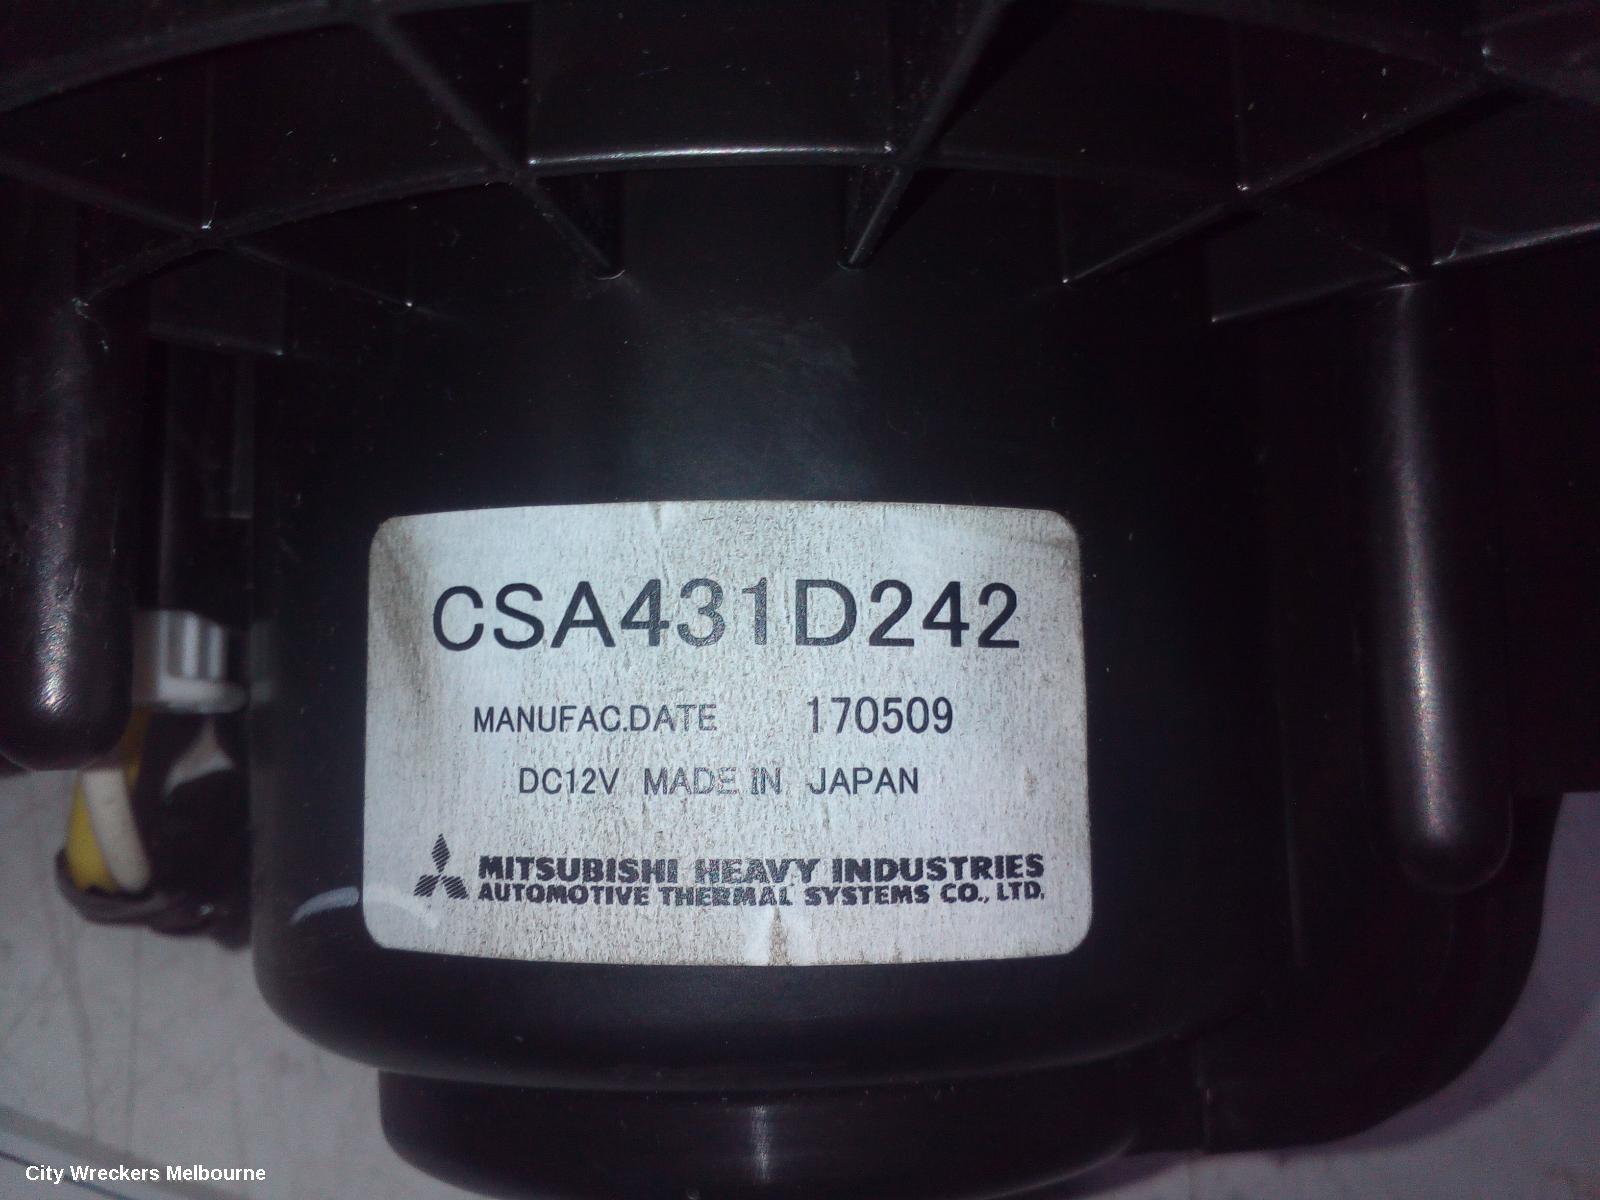 CSA431D242
MANUFAC.DATE 170509
DC12V MADE IN JAPAN
MITSUBISHI HEAVY INDUSTRIES
AUTOMOTIVE THERMAL SYSTEMS CO., LTD.
City Wreckers Melbourne